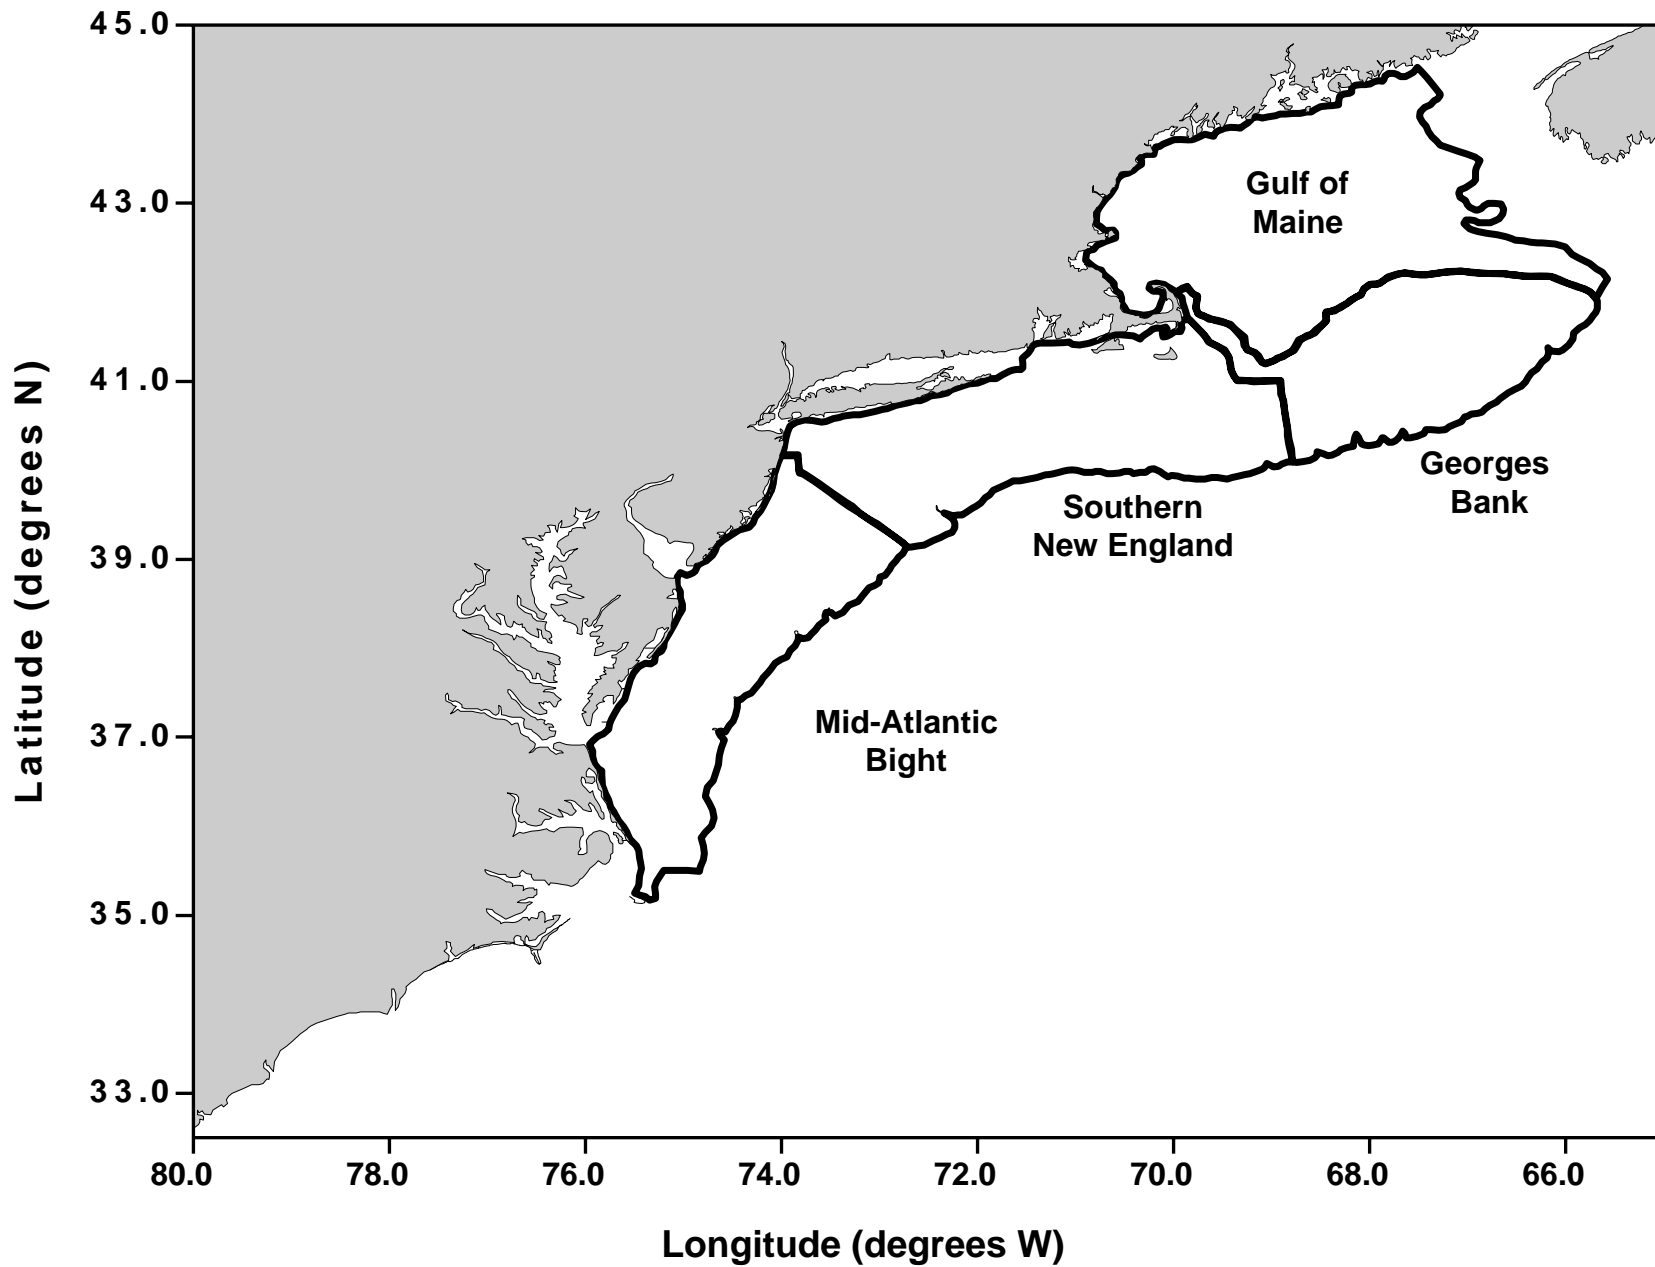 45.0
43.0
41.0
39.0
37.0
35.0
33.0
Latitude (degrees N)
Gulf of
Maine
Georges
Bank
Southern
New England
Mid-Atlantic
Bight
80.0 78.0 76.0 74.0 72.0 70.0 68.0 66.0
Longitude (degrees W)